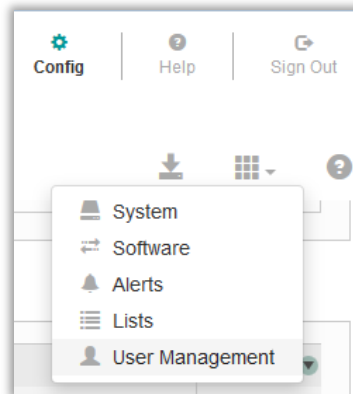 Config
Help
Sign Out
System
Software
Alerts
Lists
User Management